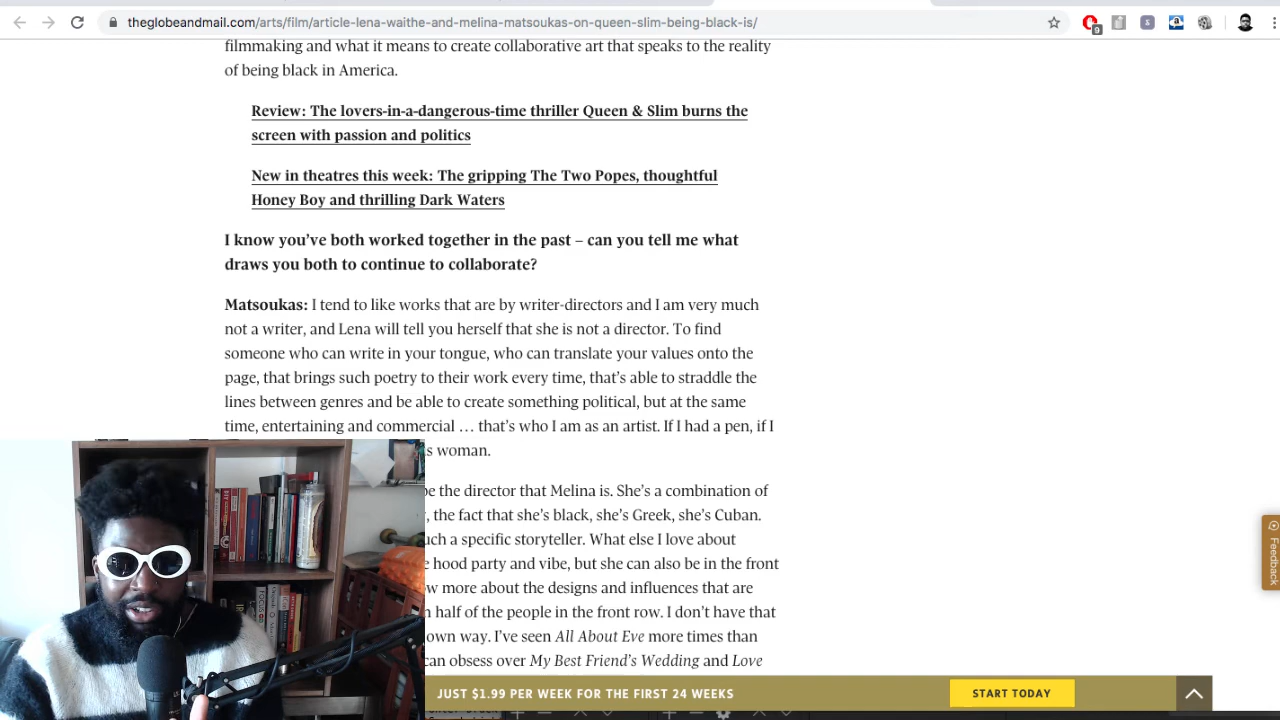 theglobeandmail.com/arts/film/article-lena-waithe-and-melina-matsoukas-on-queen-slim-being-black-is/
9
filmmaking and what it means to create collaborative art that speaks to the reality
of being black in America.
Review: The lovers-in-a-dangerous-time thriller Queen & Slim burns the
screen with passion and politics
New in theatres this week: The gripping The Two Popes, thoughtful
Honey Boy and thrilling Dark Waters
I know you've both worked together in the past – can you tell me what
draws you both to continue to collaborate?
Matsoukas: I tend to like works that are by writer-directors and I am very much
not a writer, and Lena will tell you herself that she is not a director. To find
someone who can write in your tongue, who can translate your values onto the
page, that brings such poetry to their work every time, that's able to straddle the
lines between genres and be able to create something political, but at the same
time, entertaining and commercial … that's who I am as an artist. If I had a pen, if I
s woman.
be the director that Melina is. She's a combination of
, the fact that she's black, she's Greek, she's Cuban.
uch a specific storyteller. What else I love about
e hood party and vibe, but she can also be in the front
w more about the designs and influences that are
n half of the people in the front row. I don't have that
own way. I've seen All About Eve more times than
can obsess over My Best Friend's Wedding and Love
Feedback
JUST $1.99 PER WEEK FOR THE FIRST 24 WEEKS
START TODAY